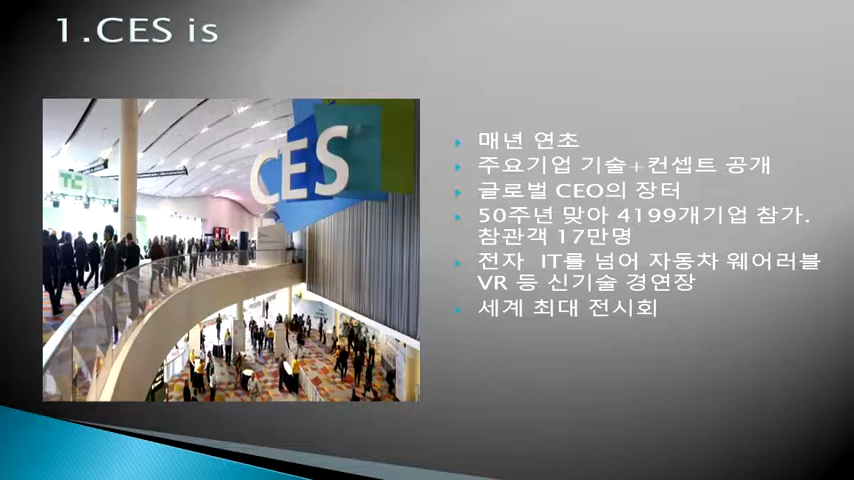 1.CES is
CES
매년 연초
주요기업 기술+컨셉트 공개
글로벌 CEO의 장터
50주년 맞아 4199개기업 참가.
참관객 17만명
전자 IT를 넘어 자동차 웨어러블
VR 등 신기술 경연장
세계 최대 전시회